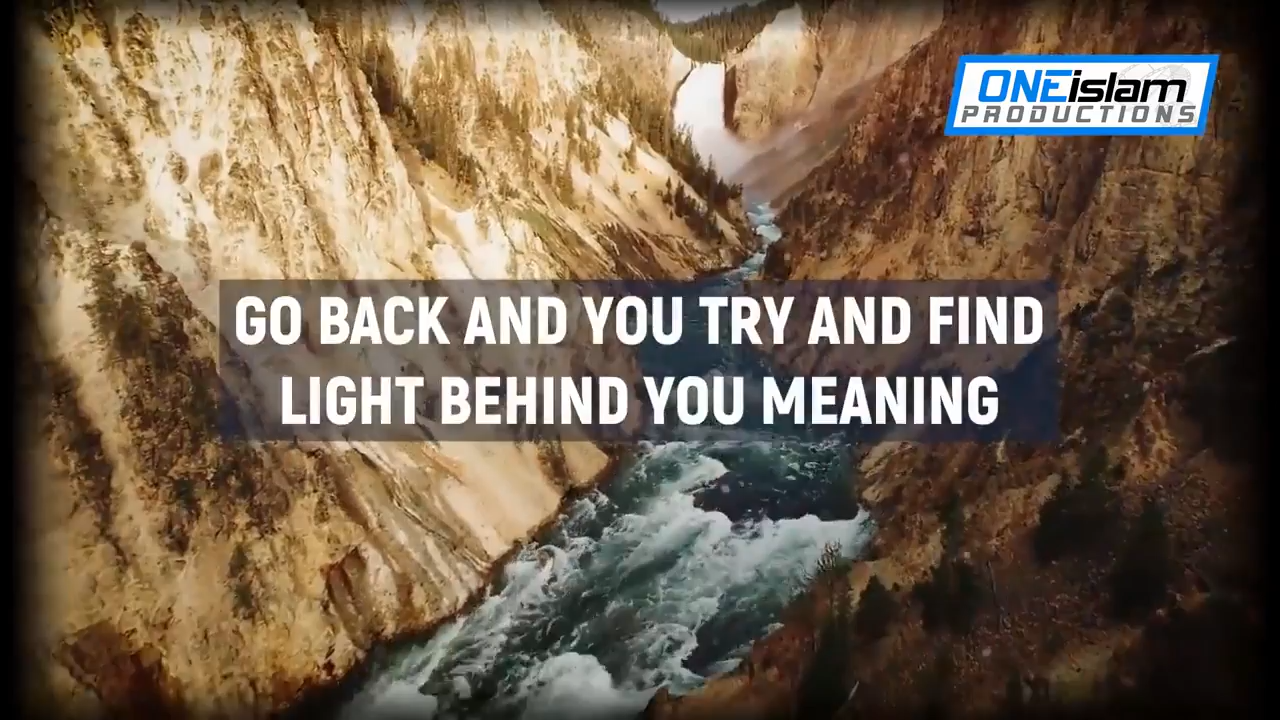 ONEislam
PRODUCTIONS
GO BACK AND YOU TRY AND FIND
LIGHT BEHIND YOU MEANING